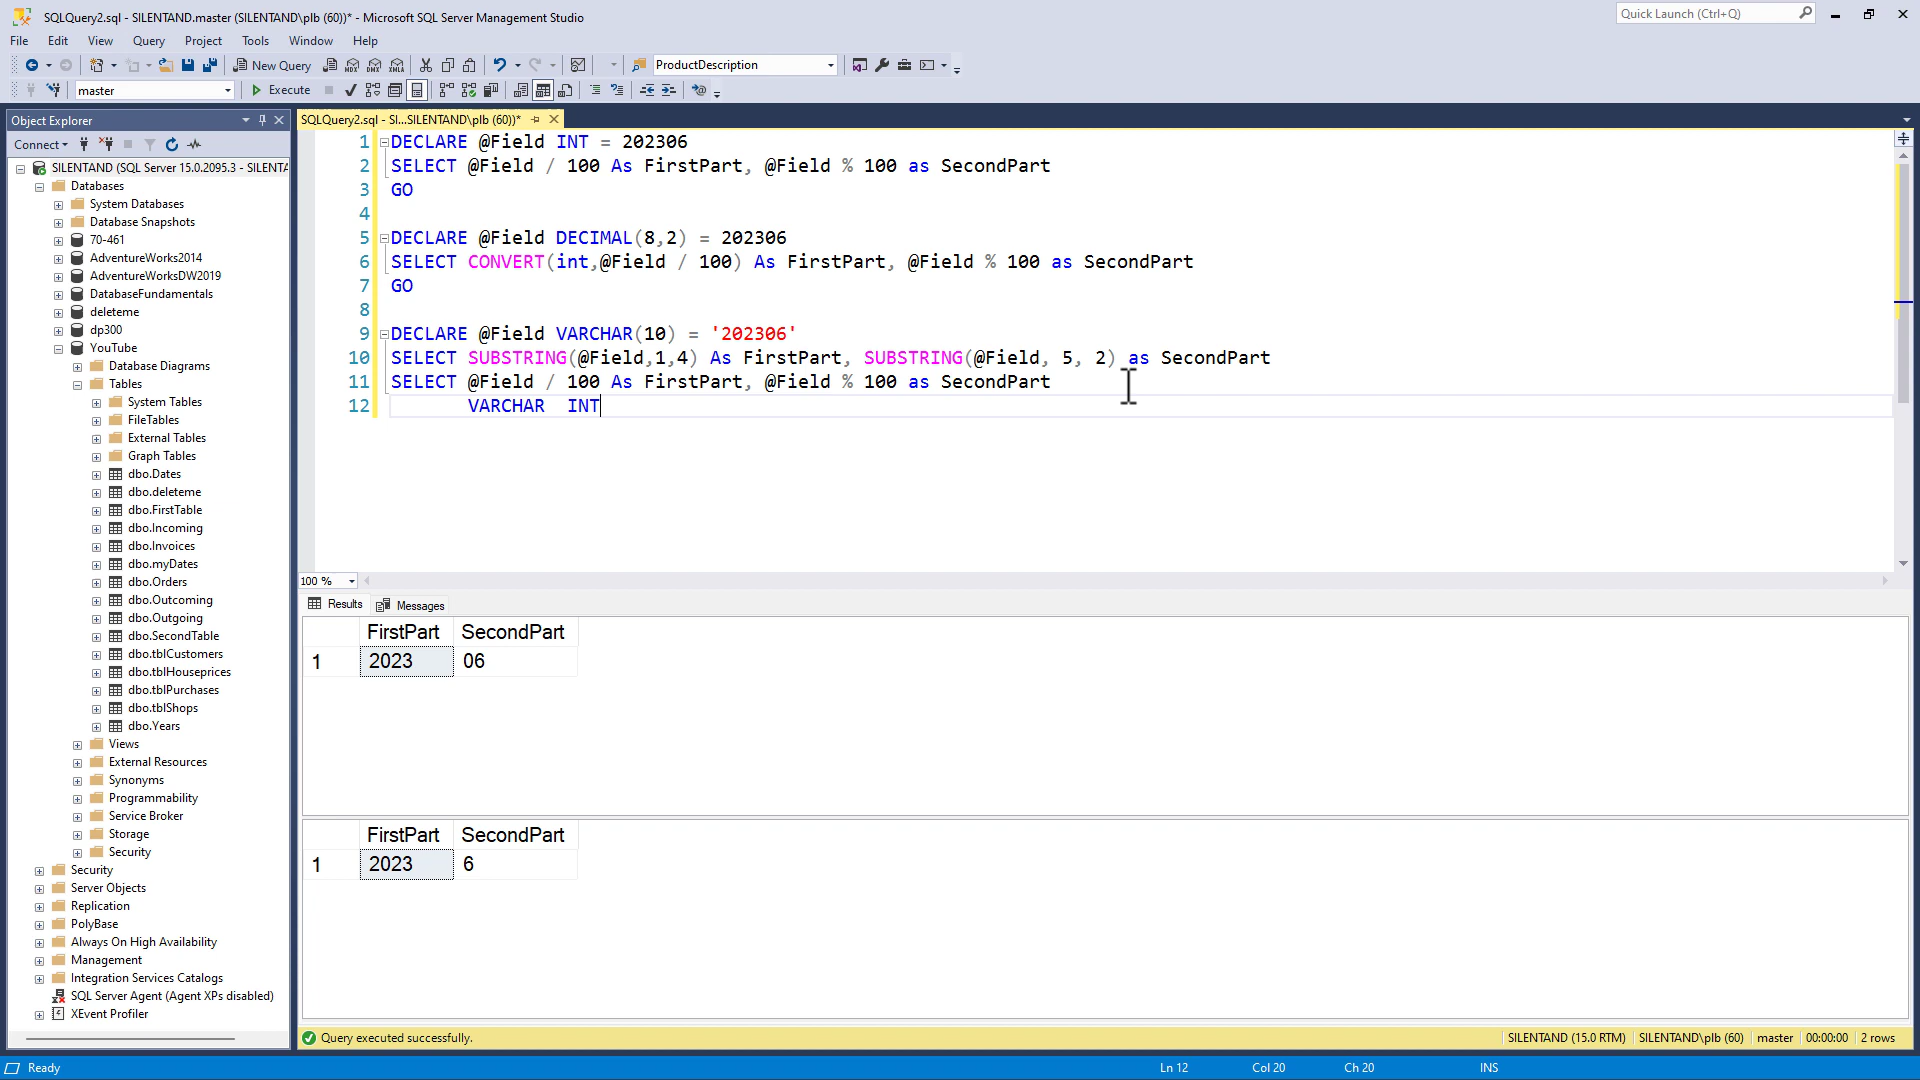 SQLQuery2.sql - SILENTAND.master (SILENTAND\plb (60))* - Microsoft SQL Server Management Studio
Quick Launch (Ctrl+Q)
File Edit View Query Project Tools Window Help
New Query
MDX DMX XMLA
ProductDescription
master
Execute
Object Explorer
SQLQuery2.sql - SI...SILENTAND\plb (60))*
Connect
SILENTAND (SQL Server 15.0.2095.3 - SILENTA
Databases
System Databases
Database Snapshots
70-461
AdventureWorks2014
AdventureWorksDW2019
DatabaseFundamentals
deleteme
dp300
YouTube
Database Diagrams
Tables
System Tables
FileTables
External Tables
Graph Tables
dbo.Dates
dbo.deleteme
dbo.FirstTable
dbo.Incoming
dbo.Invoices
dbo.myDates
dbo.Orders
dbo.Outcoming
dbo.Outgoing
dbo.SecondTable
dbo.tblCustomers
dbo.tblHouseprices
dbo.tblPurchases
dbo.tblShops
dbo.Years
Views
External Resources
Synonyms
Programmability
Service Broker
Storage
Security
Security
Server Objects
Replication
PolyBase
Always On High Availability
Management
Integration Services Catalogs
SQL Server Agent (Agent XPs disabled)
XEvent Profiler
1 DECLARE @Field INT = 202306
2 SELECT @Field / 100 As FirstPart, @Field % 100 as SecondPart
3 GO
4
5 DECLARE @Field DECIMAL(8,2) = 202306
6 SELECT CONVERT(int,@Field / 100) As FirstPart, @Field % 100 as SecondPart
7 GO
8
9 DECLARE @Field VARCHAR(10) = '202306'
10 SELECT SUBSTRING(@Field,1,4) As FirstPart, SUBSTRING(@Field, 5, 2) as SecondPart
11 SELECT @Field / 100 As FirstPart, @Field % 100 as SecondPart
12 VARCHAR INT
100 %
Results Messages
FirstPart SecondPart
1 2023 06
FirstPart SecondPart
1 2023 6
Query executed successfully.
SILENTAND (15.0 RTM) SILENTAND\plb (60) master 00:00:00 2 rows
Ready
Ln 12 Col 20 Ch 20 INS